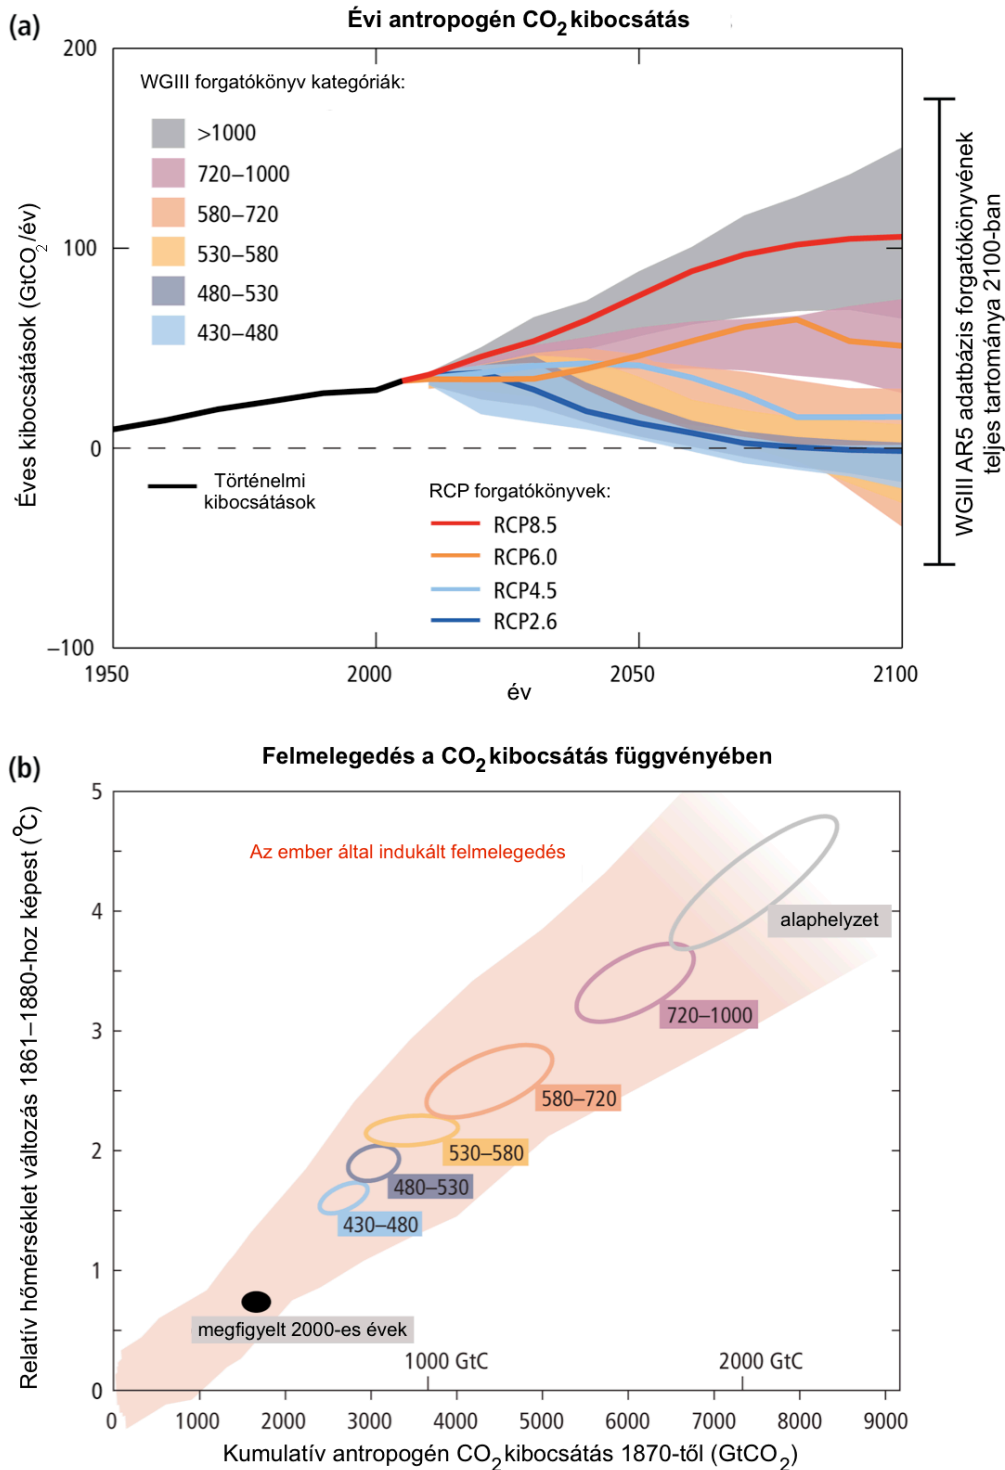 (a)
Évi antropogén CO2 kibocsátás
200
WGIII forgatókönyv kategóriák:
>1000
720–1000
580–720
530–580
480–530
430–480
100
0
–100
Éves kibocsátások (GtCO2/év)
Történelmi
kibocsátások
RCP forgatókönyvek:
RCP8.5
RCP6.0
RCP4.5
RCP2.6
1950
2000
2050
2100
év
WGIII AR5 adatbázis forgatókönyvének
teljes tartománya 2100-ban
(b)
Felmelegedés a CO2 kibocsátás függvényében
5
4
3
2
1
0
Relatív hőmérséklet változás 1861–1880-hoz képest (°C)
Az ember által indukált felmelegedés
alaphelyzet
720–1000
580–720
530–580
480–530
430–480
megfigyelt 2000-es évek
1000 GtC
2000 GtC
0
1000
2000
3000
4000
5000
6000
7000
8000
9000
Kumulatív antropogén CO2 kibocsátás 1870-től (GtCO2)